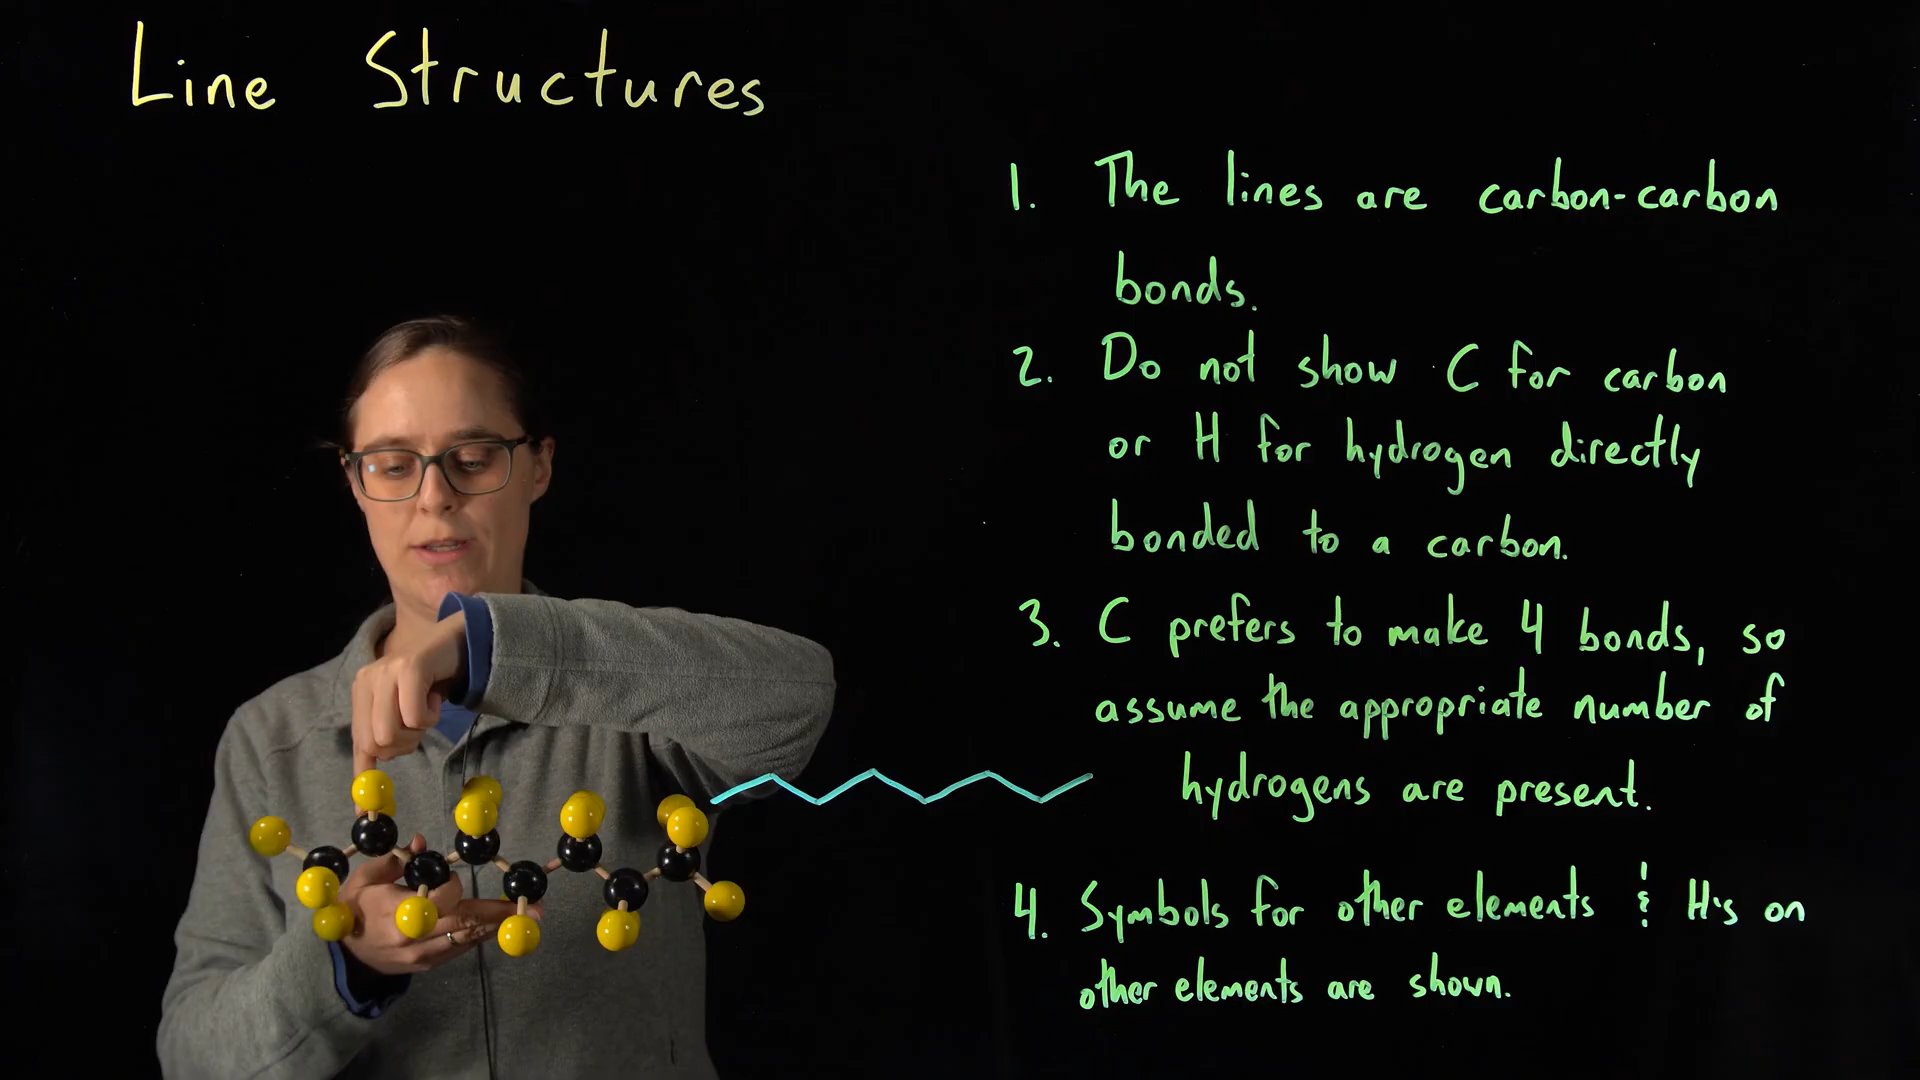 Line Structures
1. The lines are carbon-carbon
bonds.
2. Do not show C for carbon
or H for hydrogen directly
bonded to a carbon.
3. C prefers to make 4 bonds, so
assume the appropriate number of
hydrogens are present.
4. Symbols for other elements & H's on
other elements are shown.